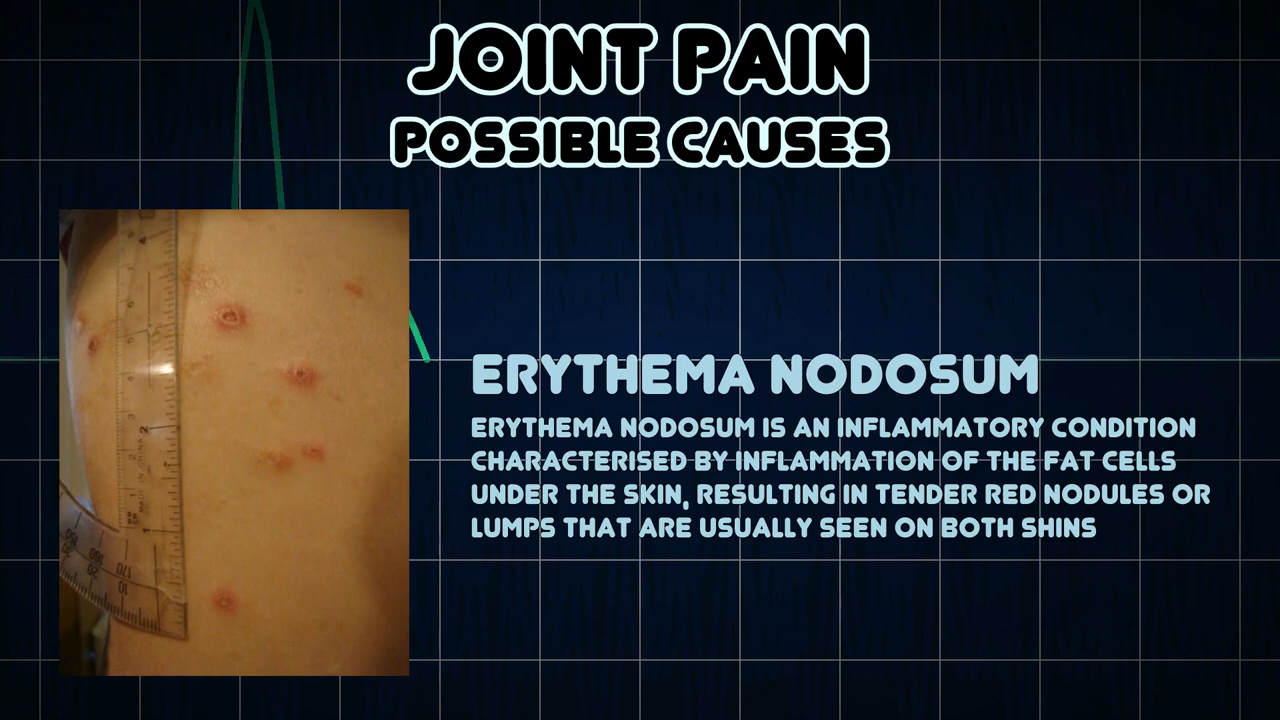 JOINT PAIN
POSSIBLE CAUSES
ERYTHEMA NODOSUM
ERYTHEMA NODOSUM IS AN INFLAMMATORY CONDITION
CHARACTERISED BY INFLAMMATION OF THE FAT CELLS
UNDER THE SKIN, RESULTING IN TENDER RED NODULES OR
LUMPS THAT ARE USUALLY SEEN ON BOTH SHINS